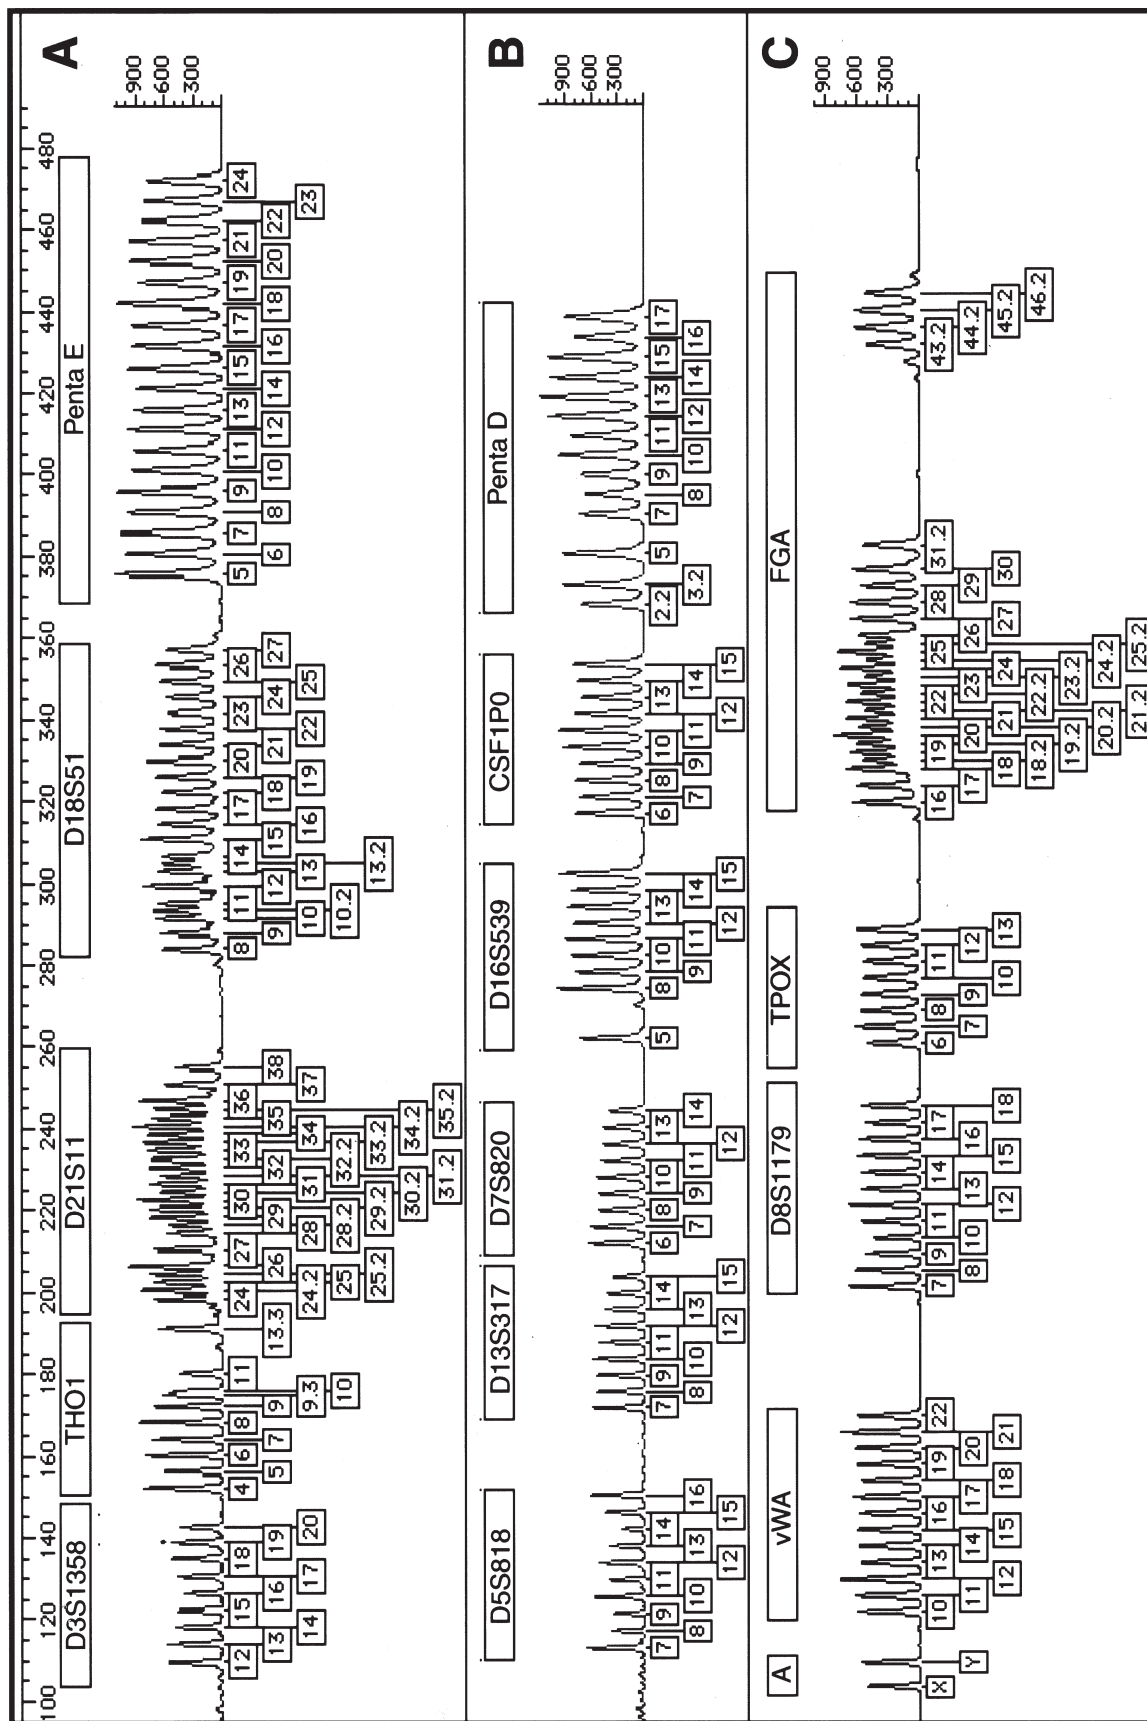 A
100 120 140 160 180 200 220 240 260 280 300 320 340 360 380 400 420 440 460 480
D3S1358 THO1 D21S11 D18S51 Penta E
900
600
300
12 15 18 4 6 8 11 24 27 30 33 36 8 11 14 17 20 23 26 5 7 9 11 13 15 17 19 21 24
13 16 19 5 7 9 13.3 26 29 32 35 38 9 12 15 18 21 24 27 6 8 10 12 14 16 18 20 22
14 17 20 9.3 24.2 28 31 34 37 10 13 16 19 22 25 23
10 25 28.2 32.2 10.2
25.2 29.2 33.2 13.2
30.2 34.2
31.2 35.2
B
D5S818 D13S317 D7S820 D16S539 CSF1P0 Penta D
900
600
300
7 9 11 14 16 7 9 11 14 6 8 10 13 5 8 10 13 6 8 10 13 2.2 5 7 9 11 13 15 17
8 10 13 8 10 13 7 9 11 14 9 11 14 7 9 11 14 3.2 8 10 12 14 16
12 15 12 15 12 12 15 12 15
C
A vWA D8S1179 TPOX FGA
900
600
300
X 10 13 16 19 22 7 9 11 14 17 6 8 11 16 19 22 25 28 31.2 43.2
Y 11 14 17 20 8 10 13 16 7 9 12 17 20 23 26 29 44.2
12 15 18 21 12 15 18 10 13 18 21 24 27 30 45.2
18.2 22.2 46.2
19.2 23.2
20.2 24.2
21.2 25.2